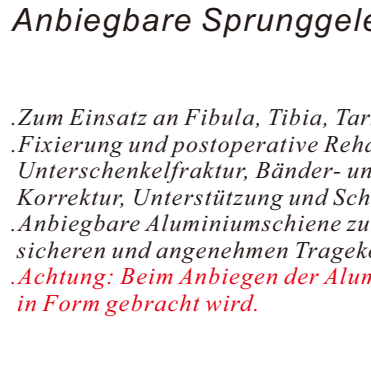 Anbiegbare Sprunggele
.Zum Einsatz an Fibula, Tibia, Tar
.Fixierung und postoperative Reha
Unterschenkelfraktur, Bänder- un
Korrektur, Unterstützung und Sch
.Anbiegbare Aluminiumschiene zu
sicheren und angenehmen Trageko
.Achtung: Beim Anbiegen der Alum
in Form gebracht wird.